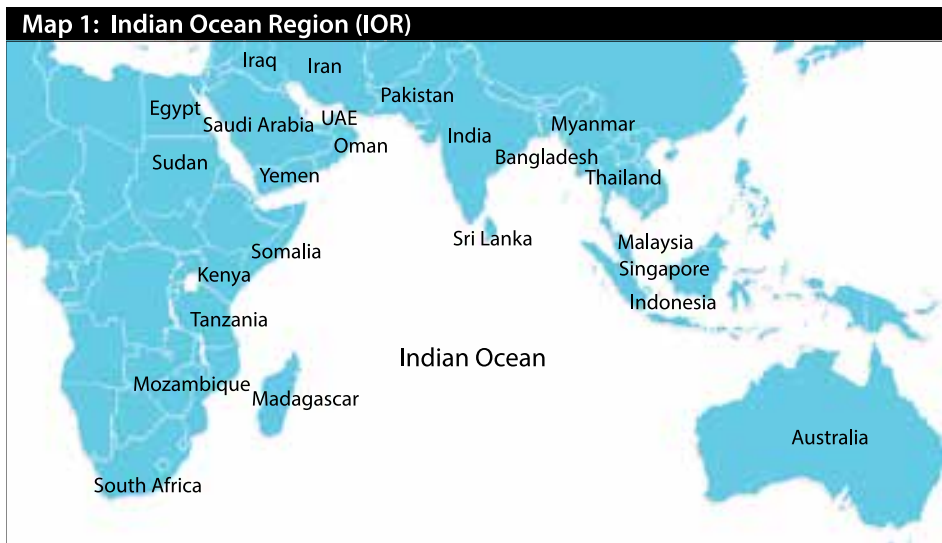 Map 1: Indian Ocean Region (IOR)
Iraq
Iran
Pakistan
Egypt
Saudi Arabia
UAE
Oman
India
Myanmar
Bangladesh
Sudan
Yemen
Thailand
Somalia
Sri Lanka
Malaysia
Kenya
Singapore
Indonesia
Tanzania
Indian Ocean
Mozambique
Madagascar
Australia
South Africa